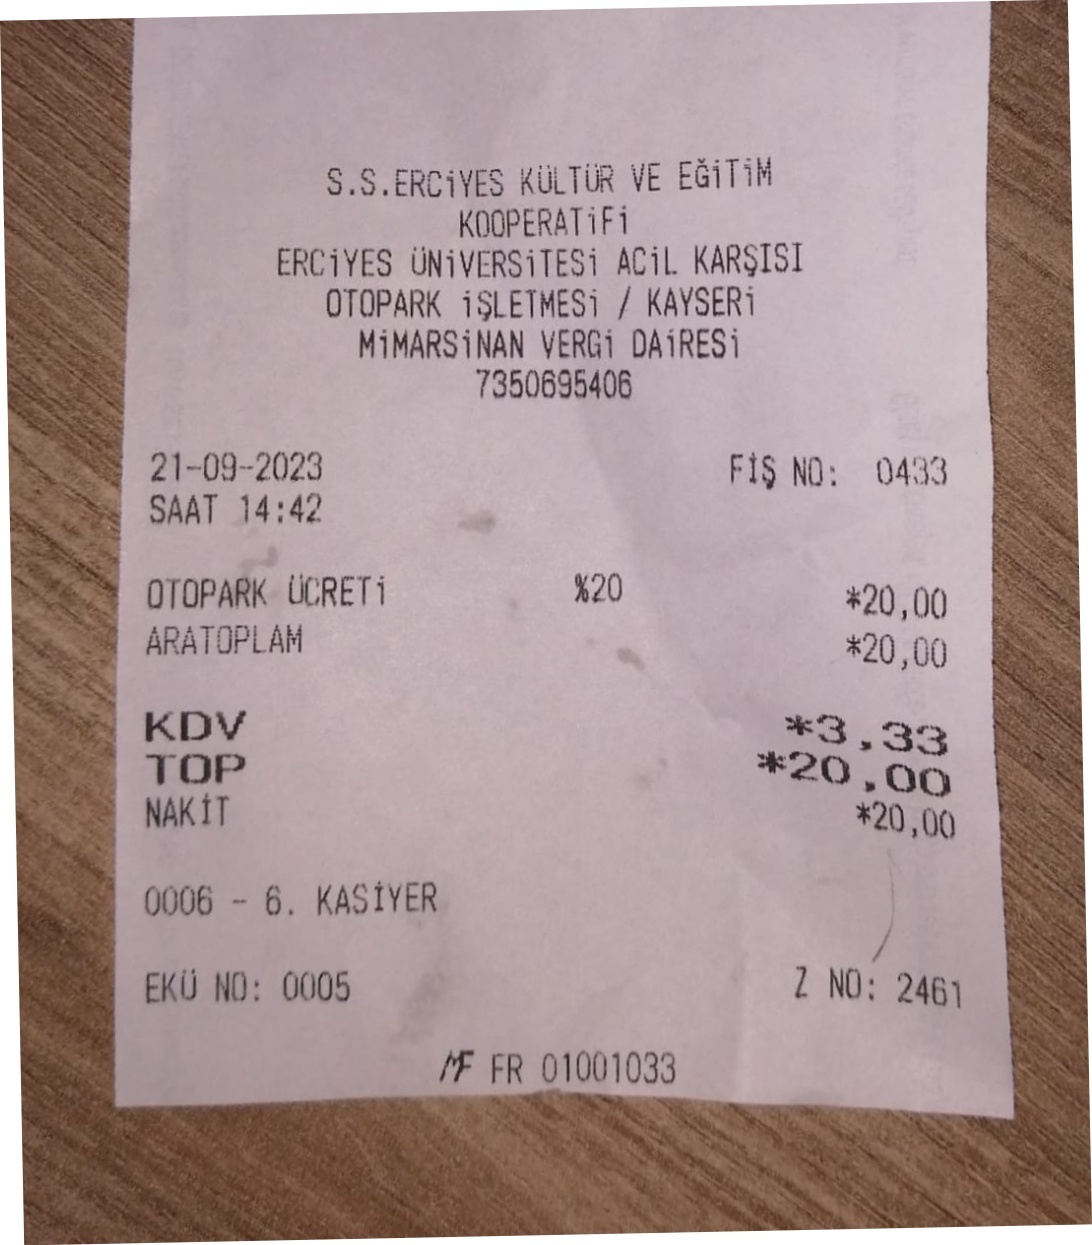 S.S.ERCiYES KÜLTÜR VE EĞiTiM
KOOPERATiFi
ERCiYES ÜNiVERSiTESi ACiL KARŞISI
OTOPARK iŞLETMESi / KAYSERi
MiMARSiNAN VERGi DAiRESi
7350695406
21-09-2023 FİŞ NO: 0433
SAAT 14:42
OTOPARK ÜCRETi %20 *20,00
ARATOPLAM *20,00
KDV *3,33
TOP *20,00
NAKİT *20,00
0006 - 6. KASİYER
EKÜ NO: 0005 Z NO: 2461
MF FR 01001033